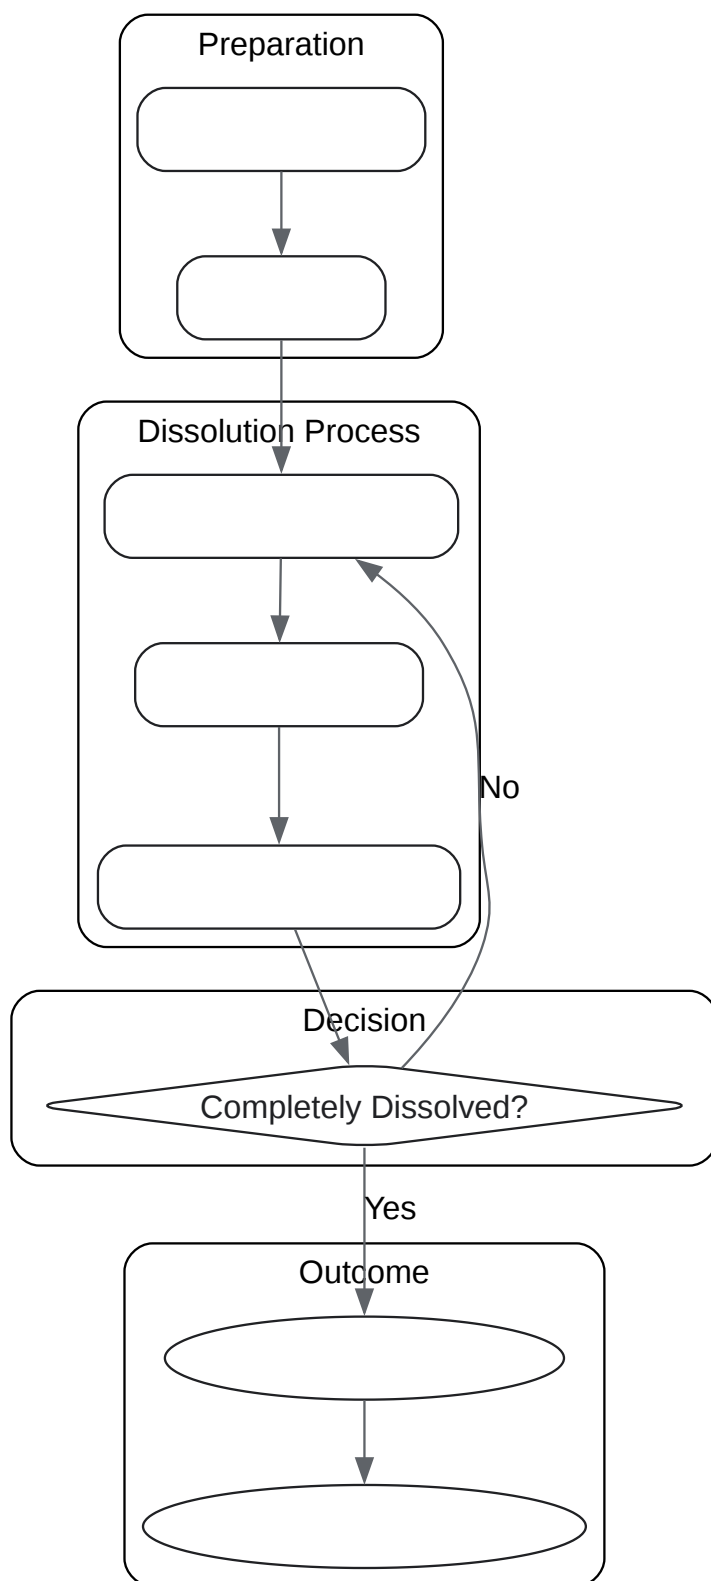 Preparation
Dissolution Process
No
Decision
Completely Dissolved?
Yes
Outcome